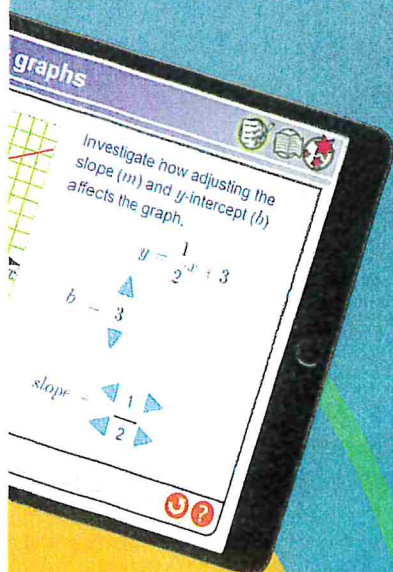 graphs
Investigate how adjusting the
slope (m) and y-intercept (b)
affects the graph.
y = 1/2 x + 3
b = 3
slope = 1/2
x
?